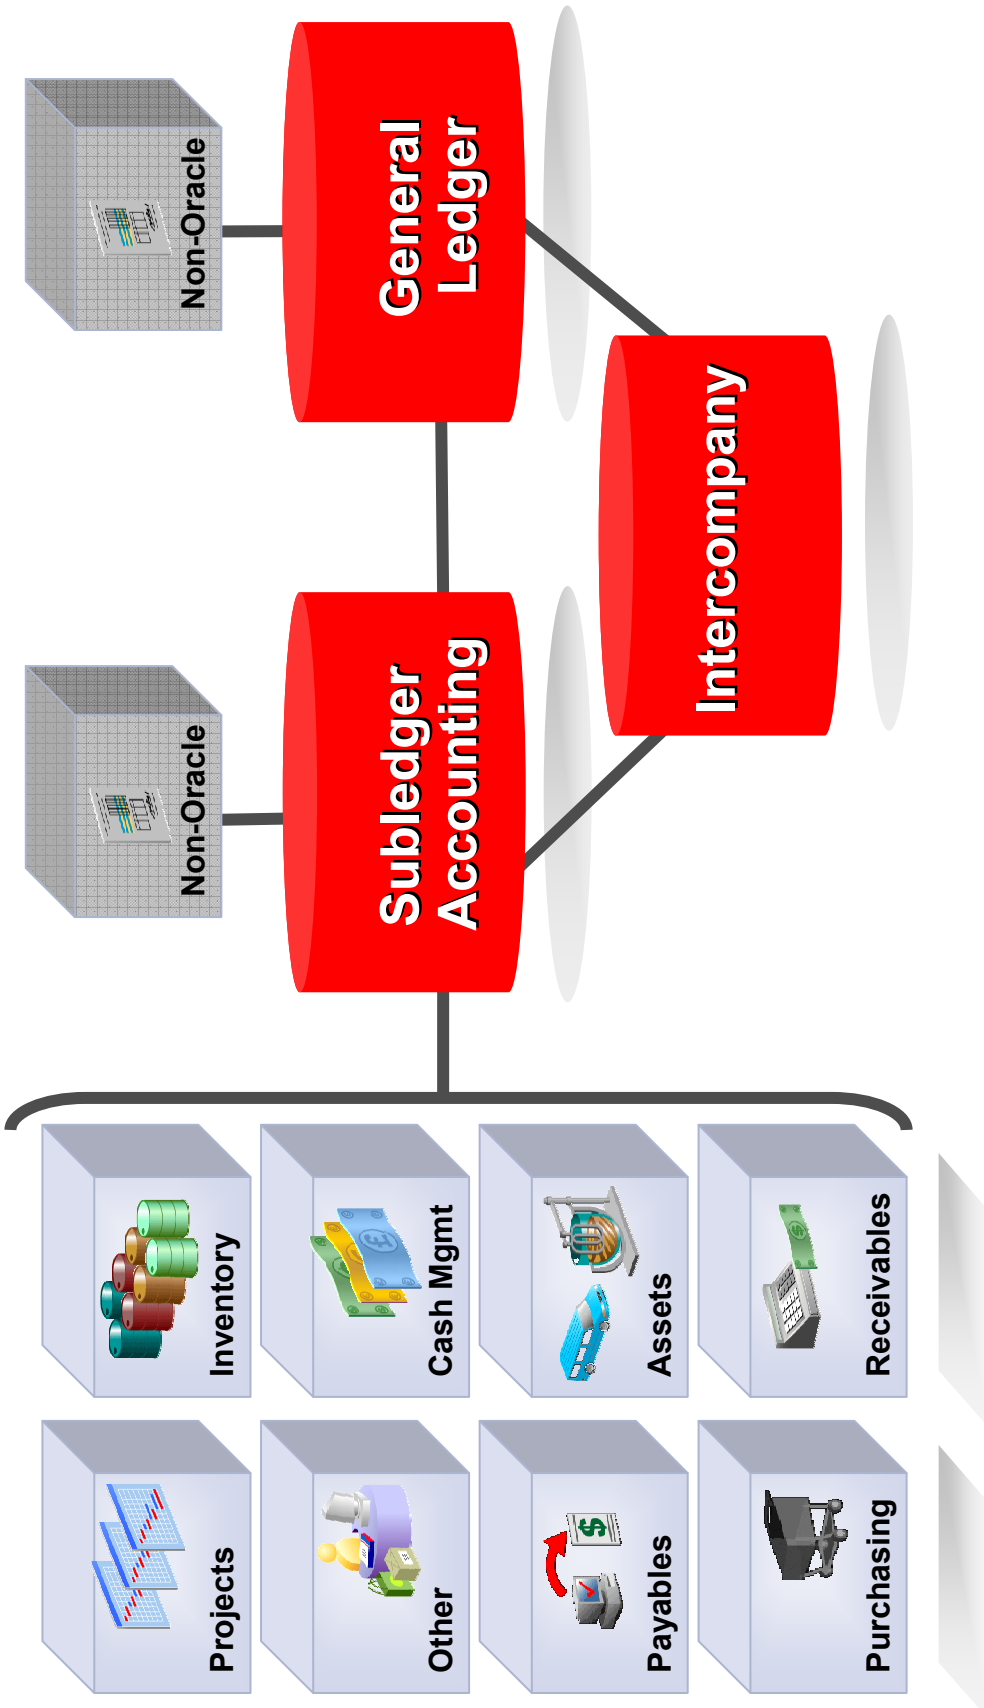 Non-Oracle
Non-Oracle
Projects
Inventory
Subledger
Accounting
General
Ledger
Other
Cash Mgmt
Payables
Assets
Intercompany
Purchasing
Receivables